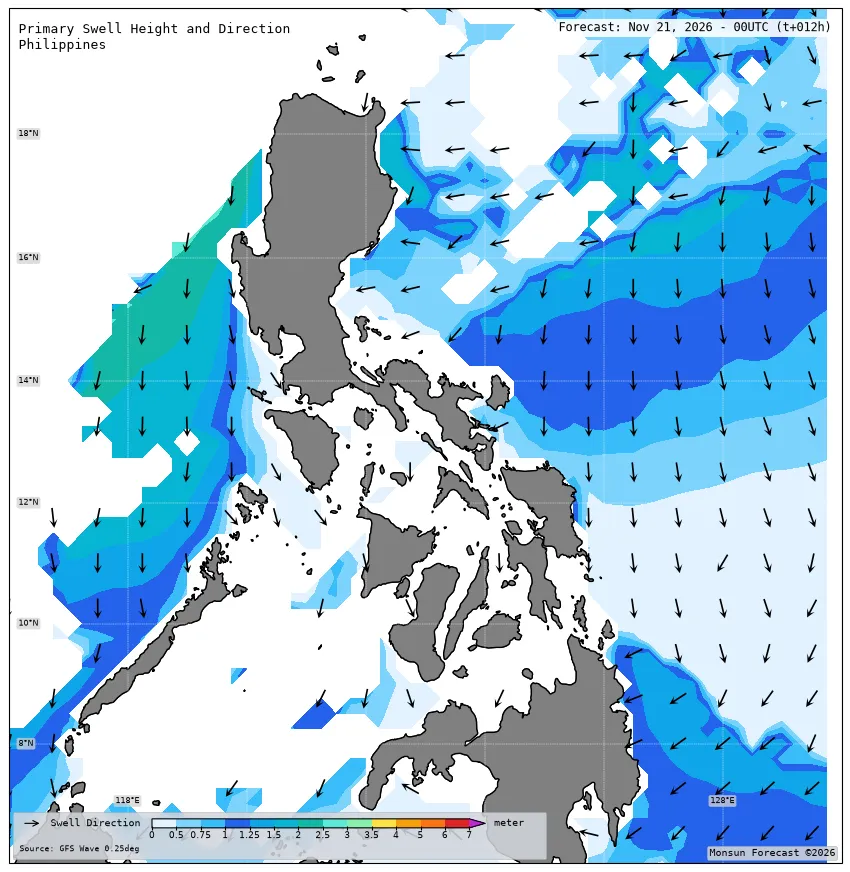 Primary Swell Height and Direction
Philippines
Forecast: Nov 21, 2026 - 00UTC (t+012h)
18°N
16°N
14°N
12°N
10°N
8°N
118°E
128°E
Swell Direction
meter
0 0.5 0.75 1 1.25 1.5 2 2.5 3 3.5 4 5 6 7
Source: GFS Wave 0.25deg
Monsun Forecast ©2026